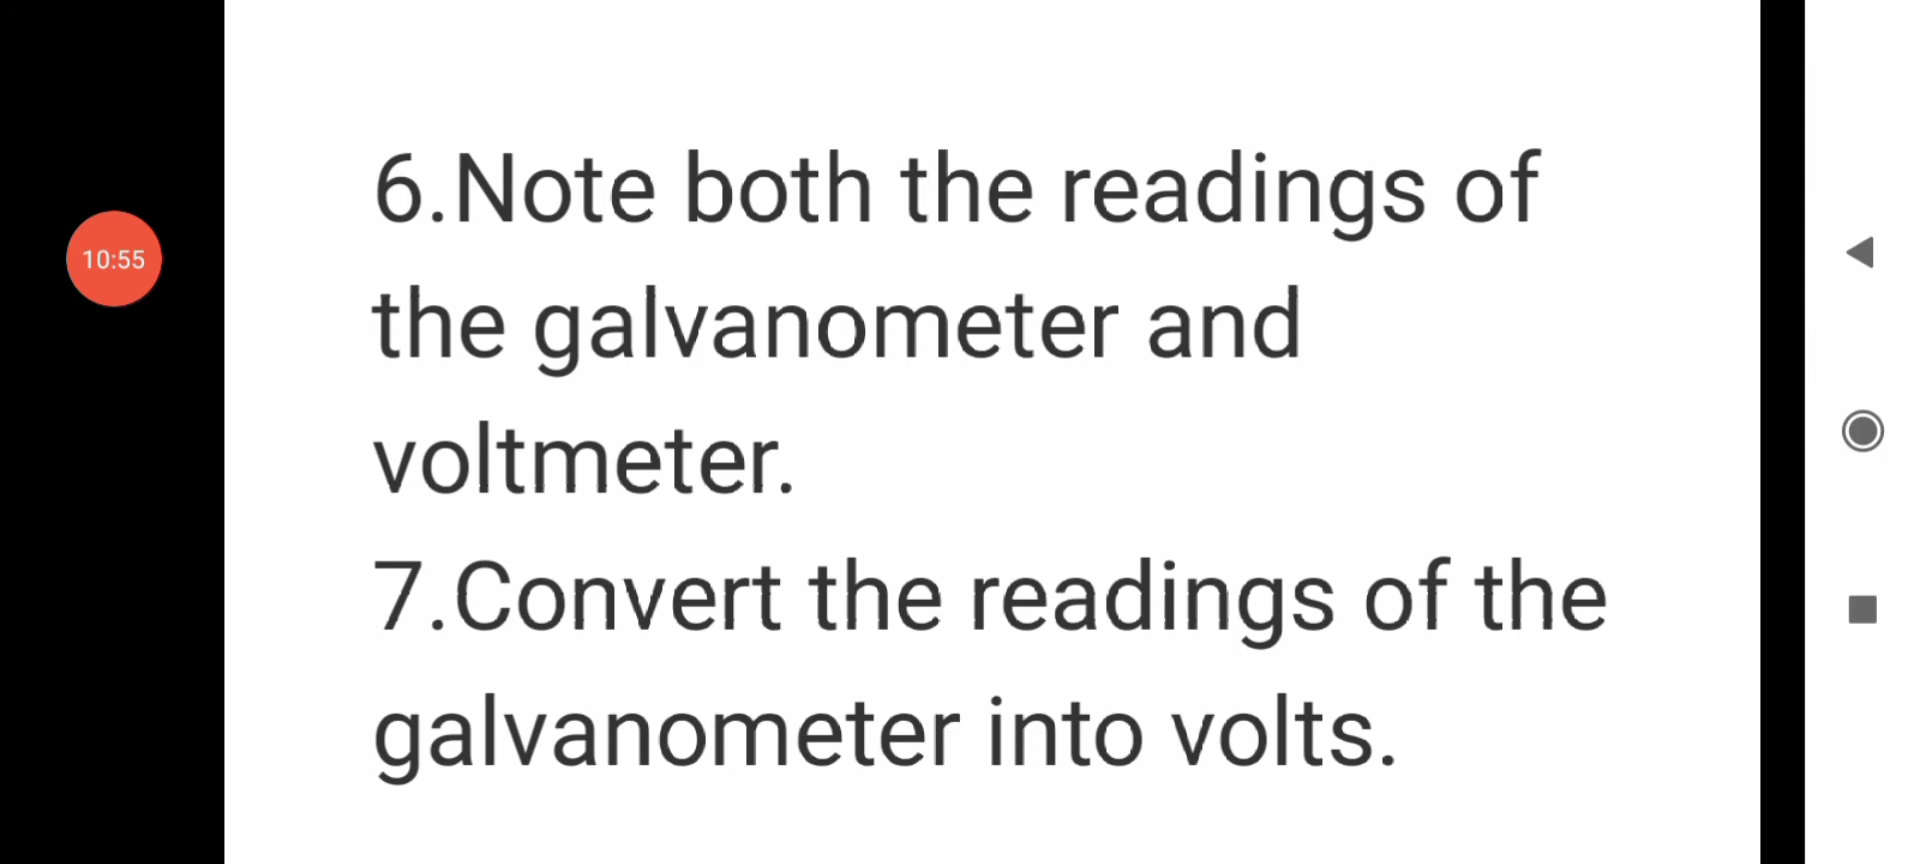 10:55
6.Note both the readings of
the galvanometer and
voltmeter.
7.Convert the readings of the
galvanometer into volts.